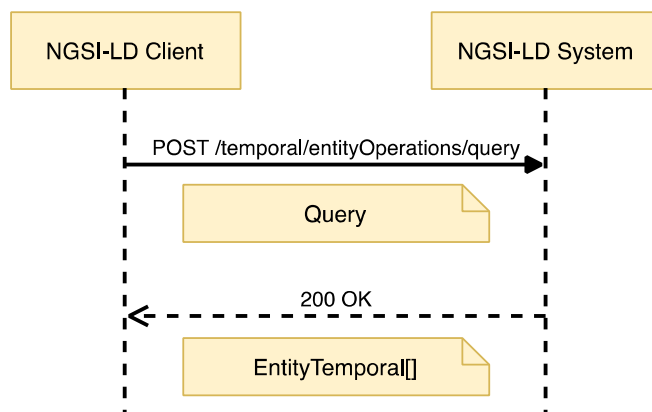 NGSI-LD Client
NGSI-LD System
POST /temporal/entityOperations/query
Query
200 OK
EntityTemporal[]